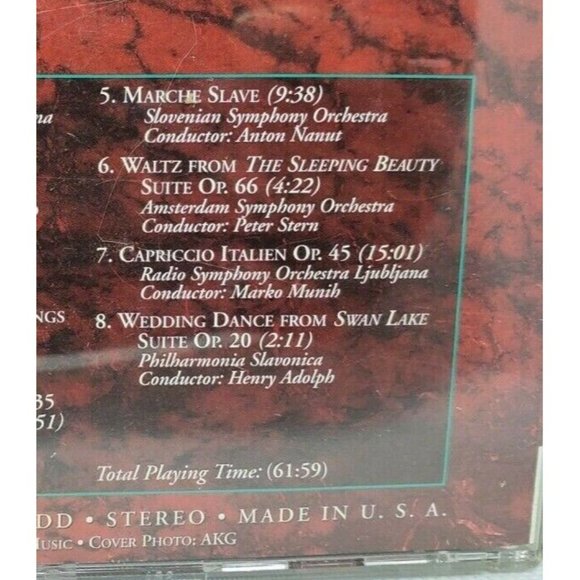 5. MARCHE SLAVE (9:38)
Slovenian Symphony Orchestra
Conductor: Anton Nanut
6. WALTZ FROM THE SLEEPING BEAUTY
SUITE OP. 66 (4:22)
Amsterdam Symphony Orchestra
Conductor: Peter Stern
7. CAPRICCIO ITALIEN OP. 45 (15:01)
Radio Symphony Orchestra Ljubljana
Conductor: Marko Munih
8. WEDDING DANCE FROM SWAN LAKE
SUITE OP. 20 (2:11)
Philharmonia Slavonica
Conductor: Henry Adolph
35
51)
Total Playing Time: (61:59)
DD • STEREO • MADE IN U. S. A.
MUSIC • COVER PHOTO: AKG